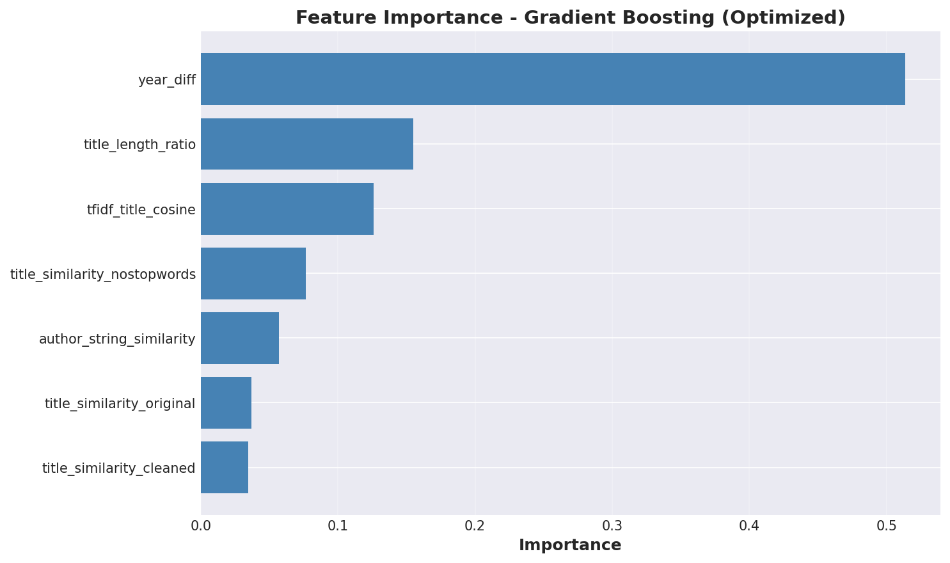 Feature Importance - Gradient Boosting (Optimized)
year_diff
title_length_ratio
tfidf_title_cosine
title_similarity_nostopwords
author_string_similarity
title_similarity_original
title_similarity_cleaned
0.0 0.1 0.2 0.3 0.4 0.5
Importance